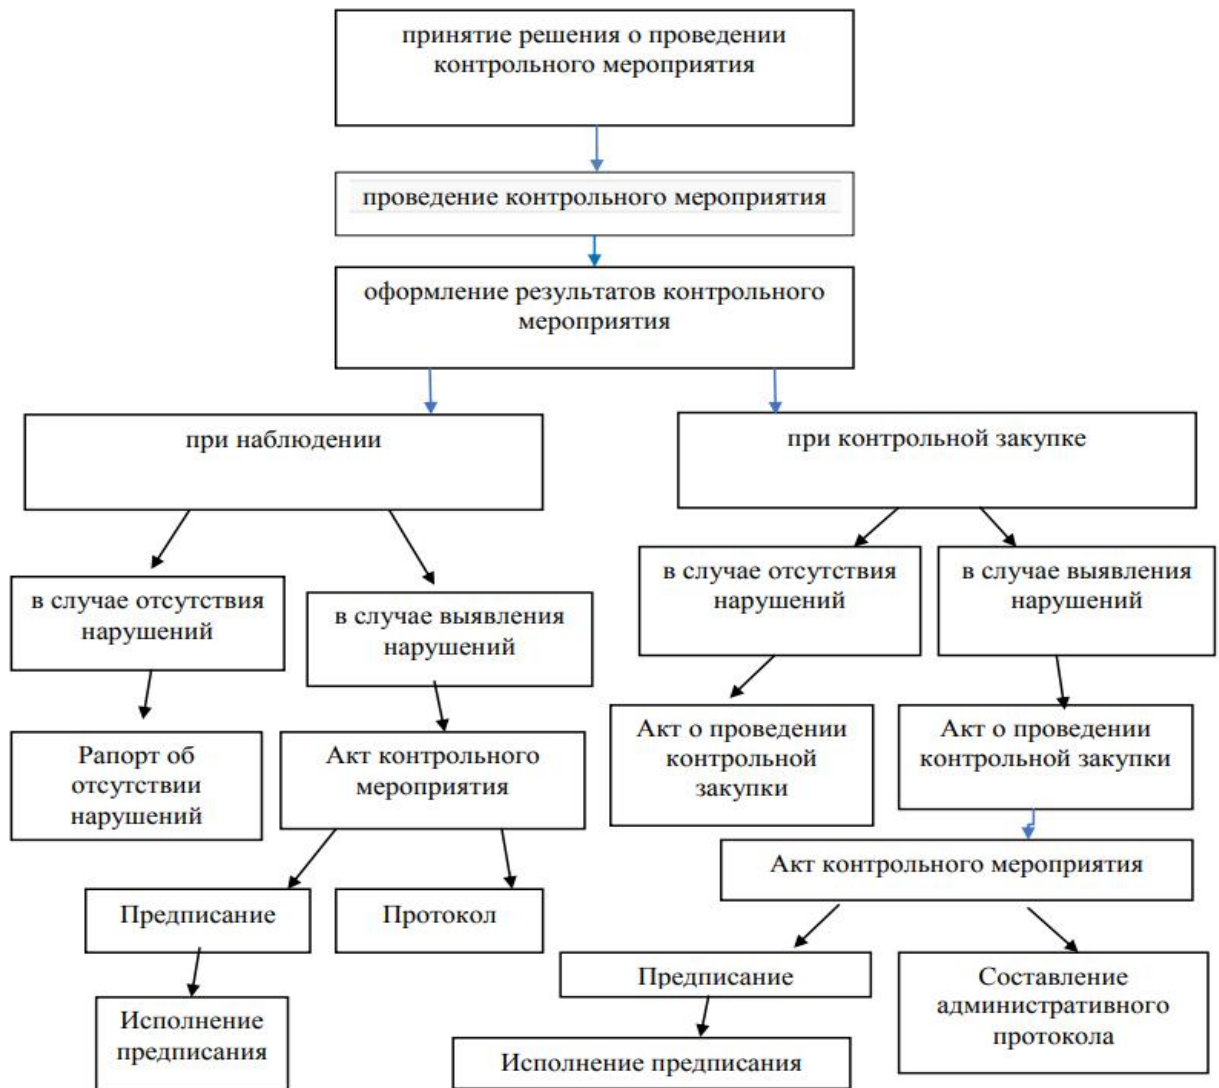 принятие решения о проведении
контрольного мероприятия
проведение контрольного мероприятия
оформление результатов контрольного
мероприятия
при наблюдении
при контрольной закупке
в случае отсутствия
нарушений
в случае выявления
нарушений
в случае отсутствия
нарушений
в случае выявления
нарушений
Рапорт об
отсутствии
нарушений
Акт контрольного
мероприятия
Акт о проведении
контрольной
закупки
Акт о проведении
контрольной закупки
Акт контрольного мероприятия
Предписание
Протокол
Предписание
Составление
административного
протокола
Исполнение
предписания
Исполнение предписания